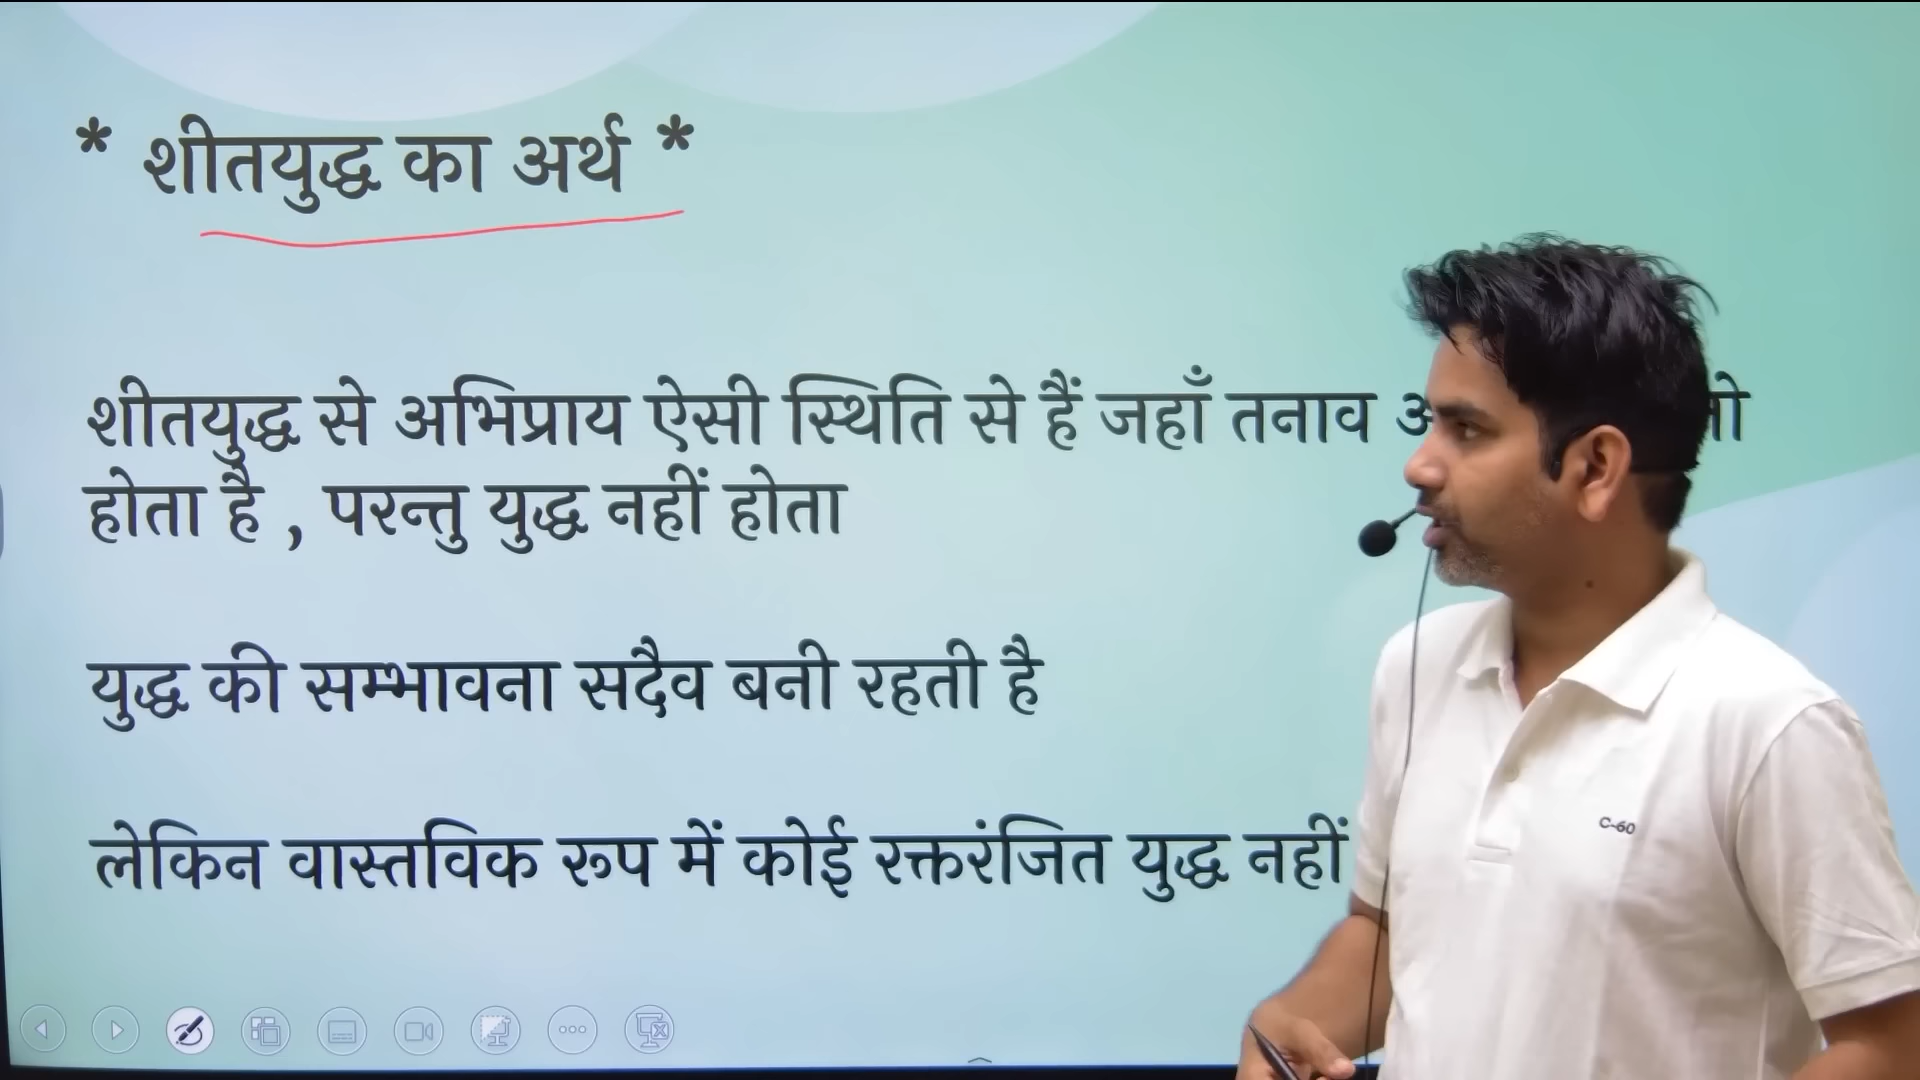 * शीतयुद्ध का अर्थ *
शीतयुद्ध से अभिप्राय ऐसी स्थिति से हैं जहाँ तनाव
होता है , परन्तु युद्ध नहीं होता
युद्ध की सम्भावना सदैव बनी रहती है
लेकिन वास्तविक रूप में कोई रक्तरंजित युद्ध नहीं
C-60